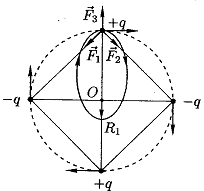 F⃗₃
+q
F⃗₁ F⃗₂
−q O −q
R₁
+q